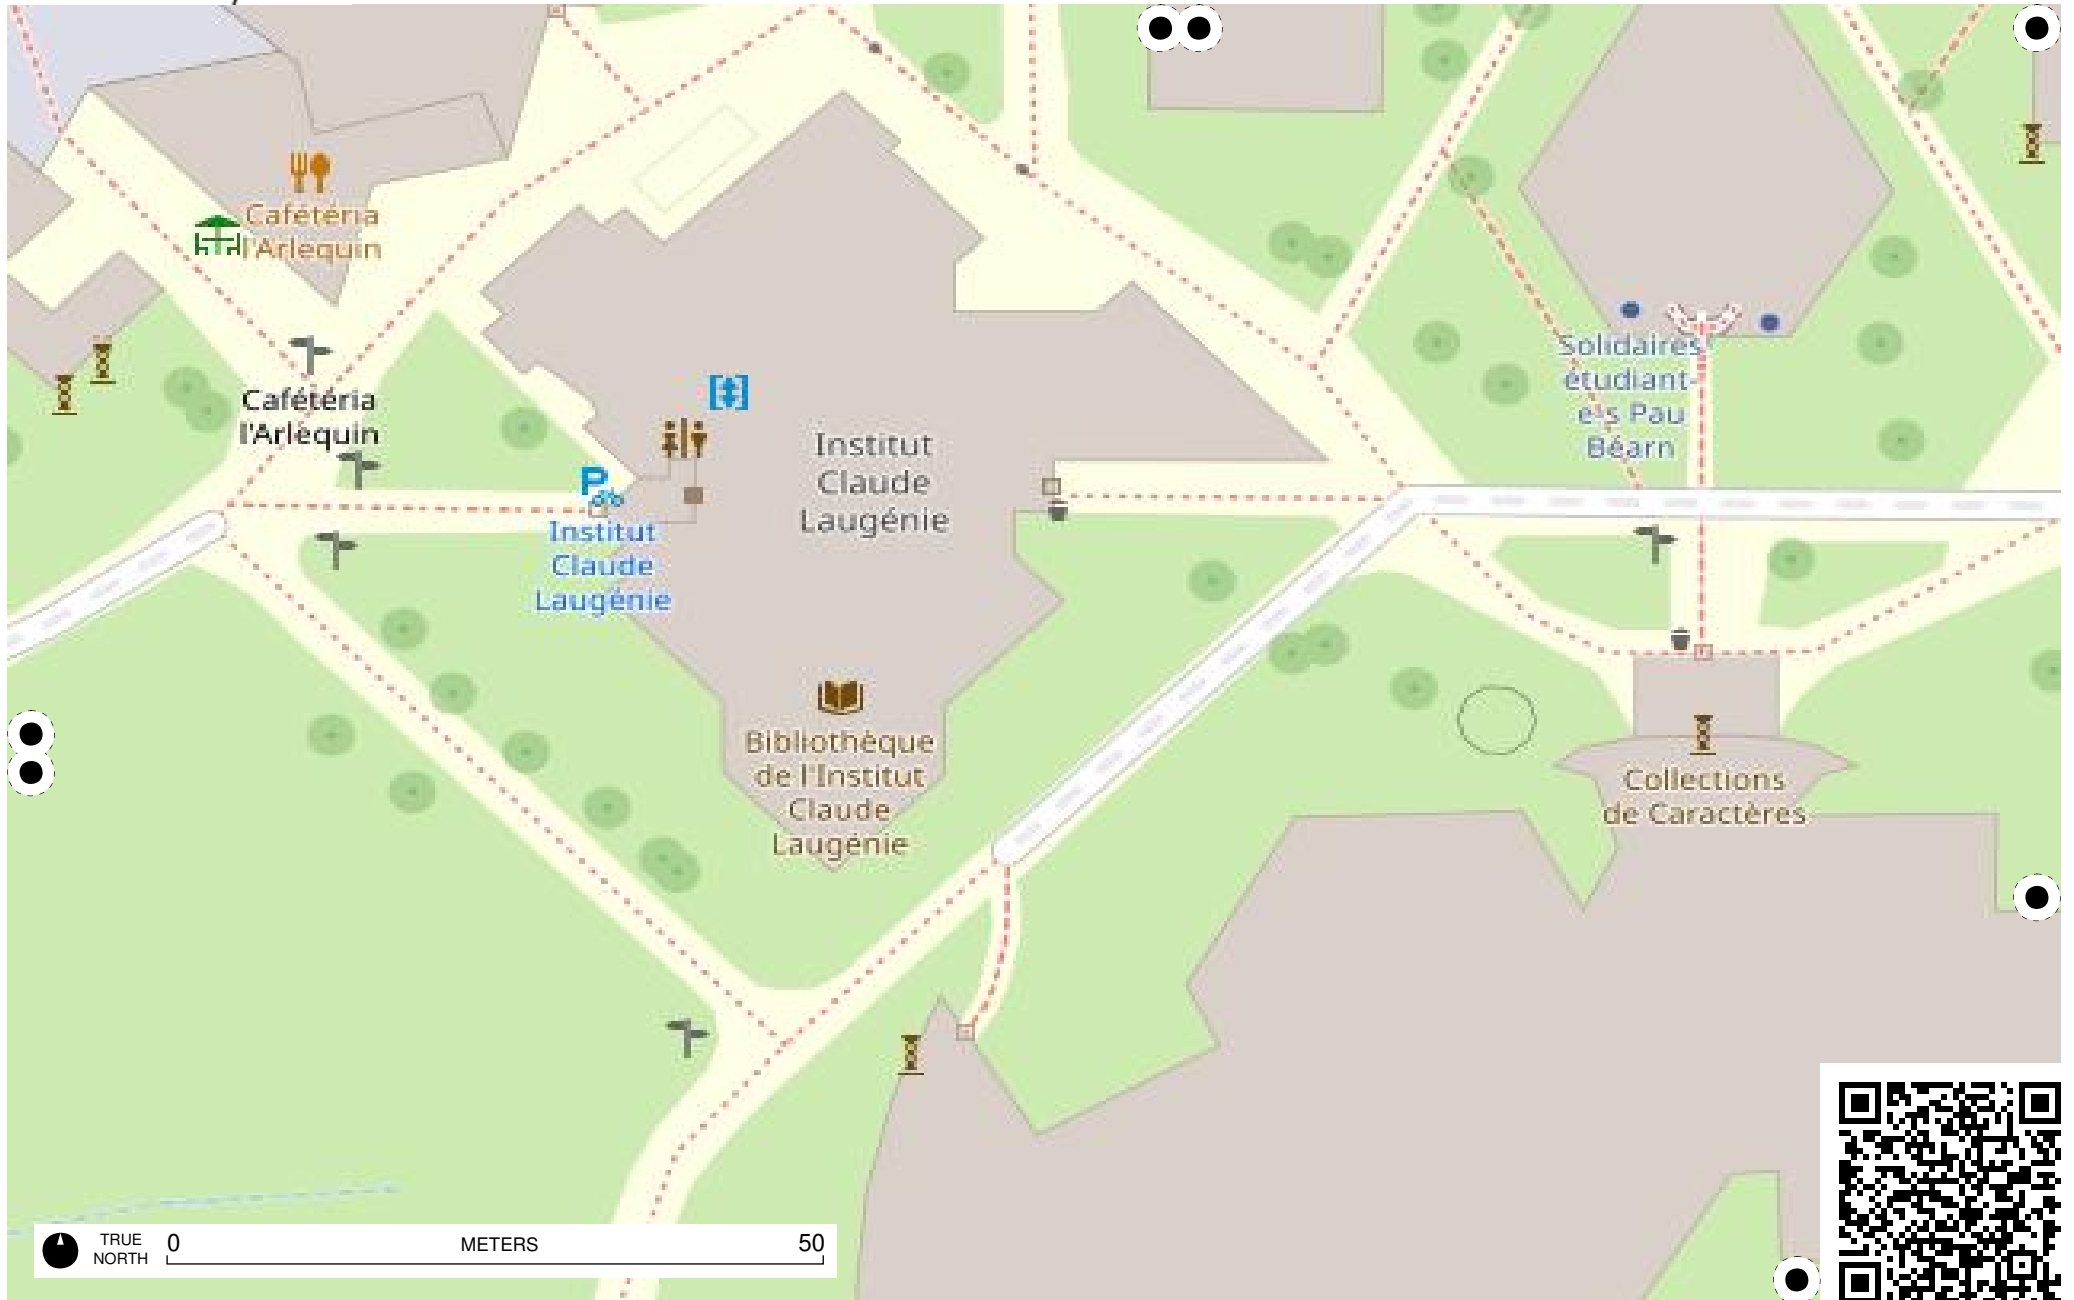 Cafétéria
l'Arlequin
Cafétéria
l'Arlequin
Solidaires
étudiant-
e·s Pau
Béarn
Institut
Claude
Laugénie
P
Institut
Claude
Laugénie
Bibliothèque
de l'Institut
Claude
Laugénie
Collections
de Caractères
TRUE
NORTH
0
METERS
50